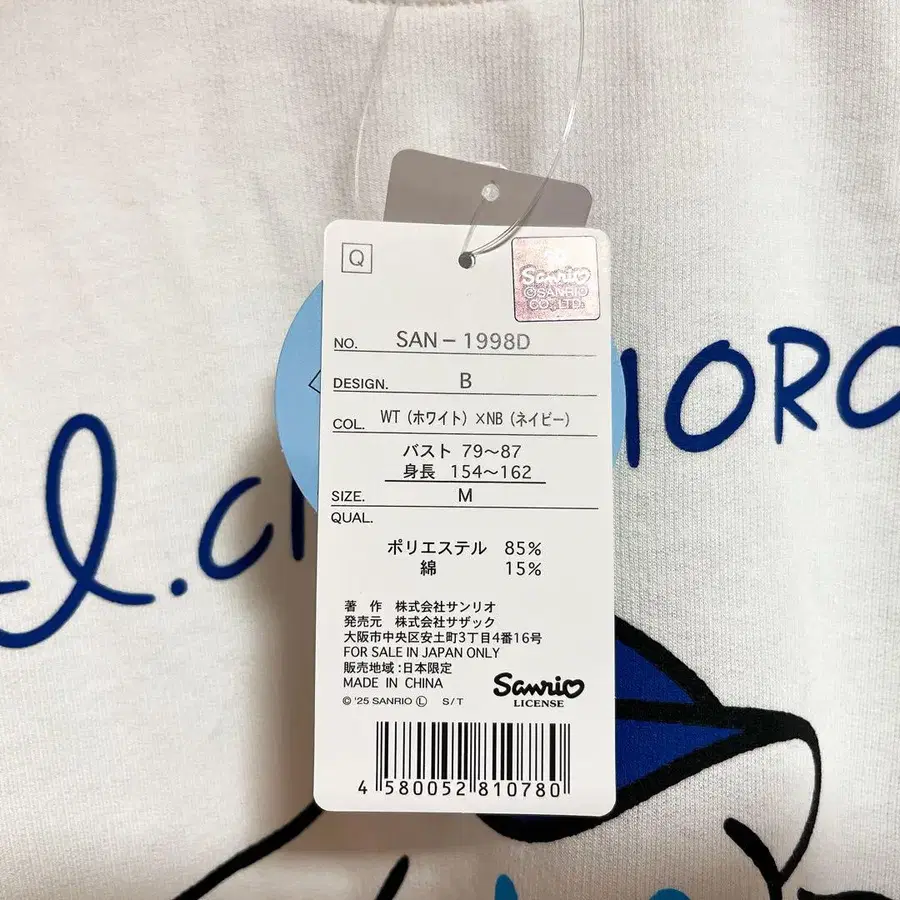 Q
Sanrio
©SANRIO
CO., LTD.
NO. SAN-1998D
DESIGN. B
COL. WT(ホワイト)×NB(ネイビー)
バスト 79〜87
身長 154〜162
SIZE. M
QUAL.
ポリエステル 85%
綿 15%
著 作 株式会社サンリオ
発売元 株式会社サザック
大阪市中央区安土町3丁目4番16号
FOR SALE IN JAPAN ONLY
販売地域:日本限定
MADE IN CHINA
Sanrio
LICENSE
© '25 SANRIO Ⓛ S/T
4 580052 810780